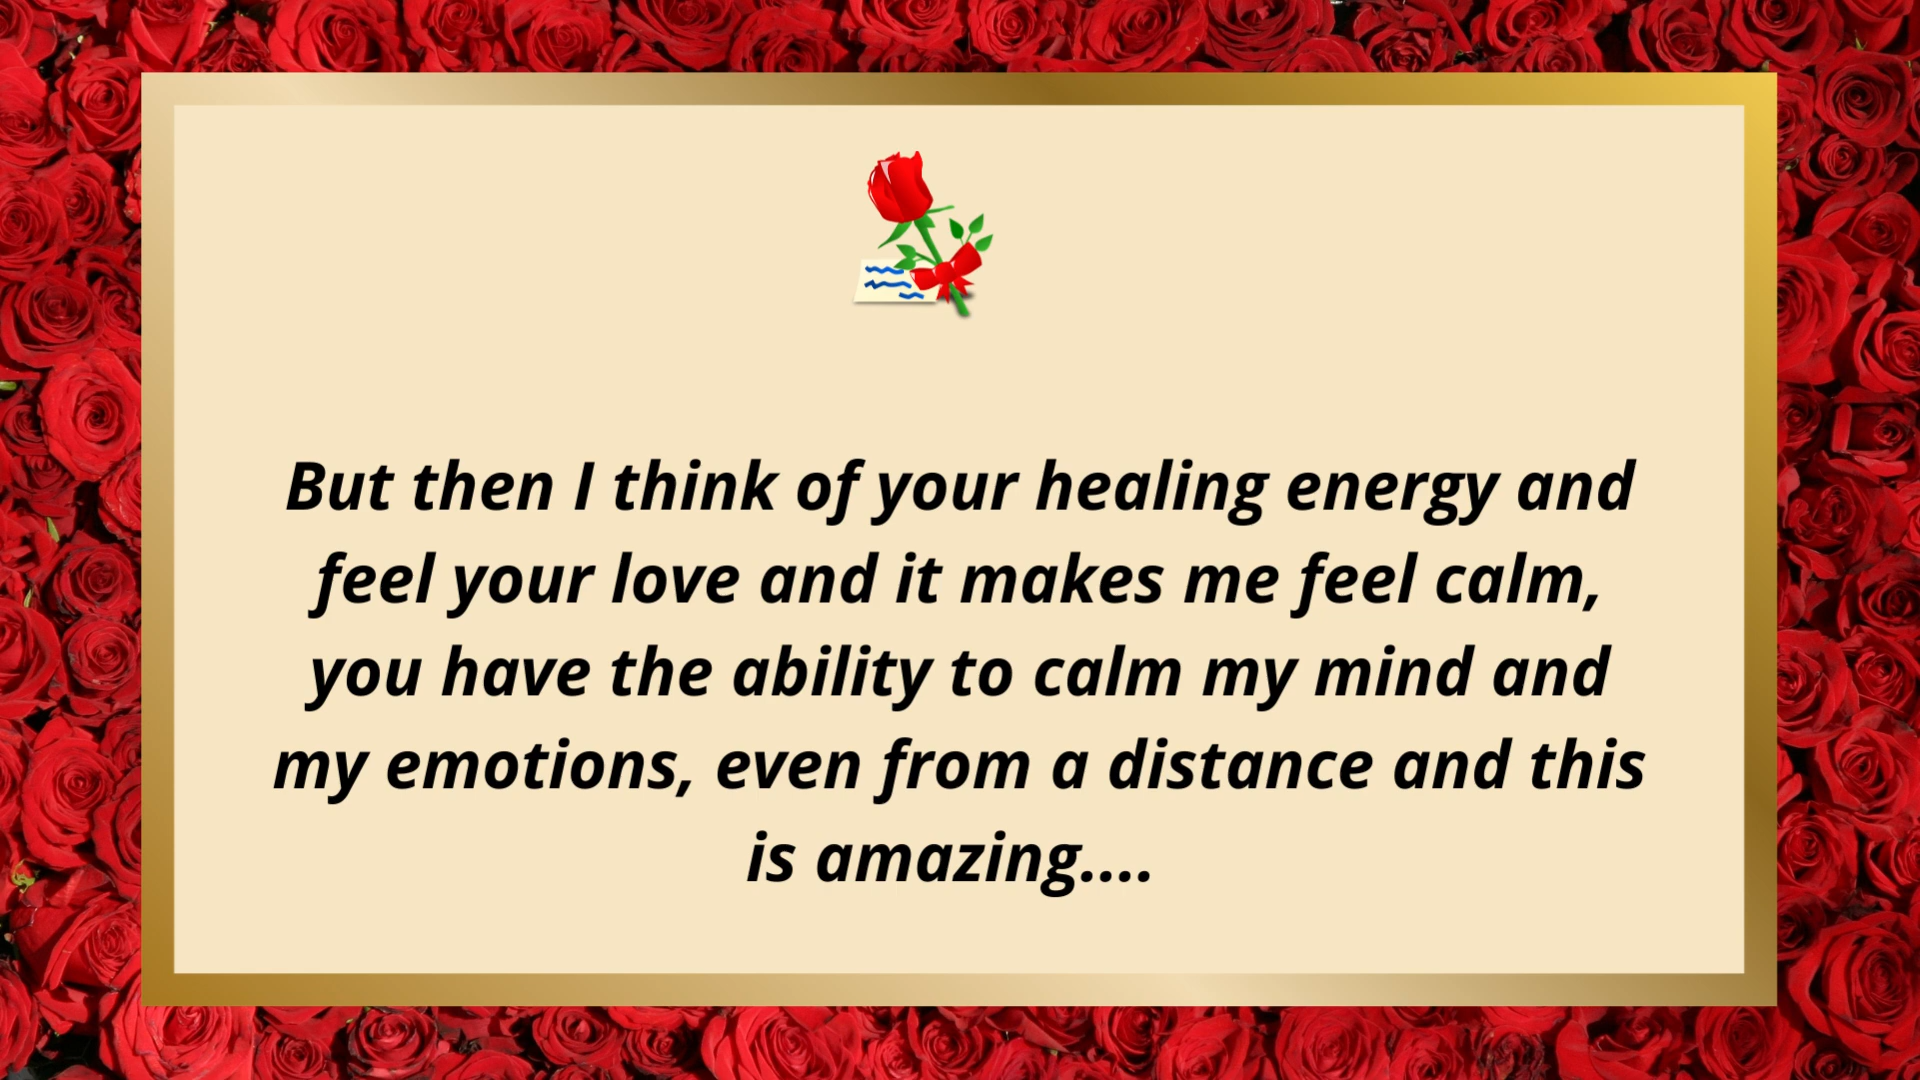 But then I think of your healing energy and
feel your love and it makes me feel calm,
you have the ability to calm my mind and
my emotions, even from a distance and this
is amazing....